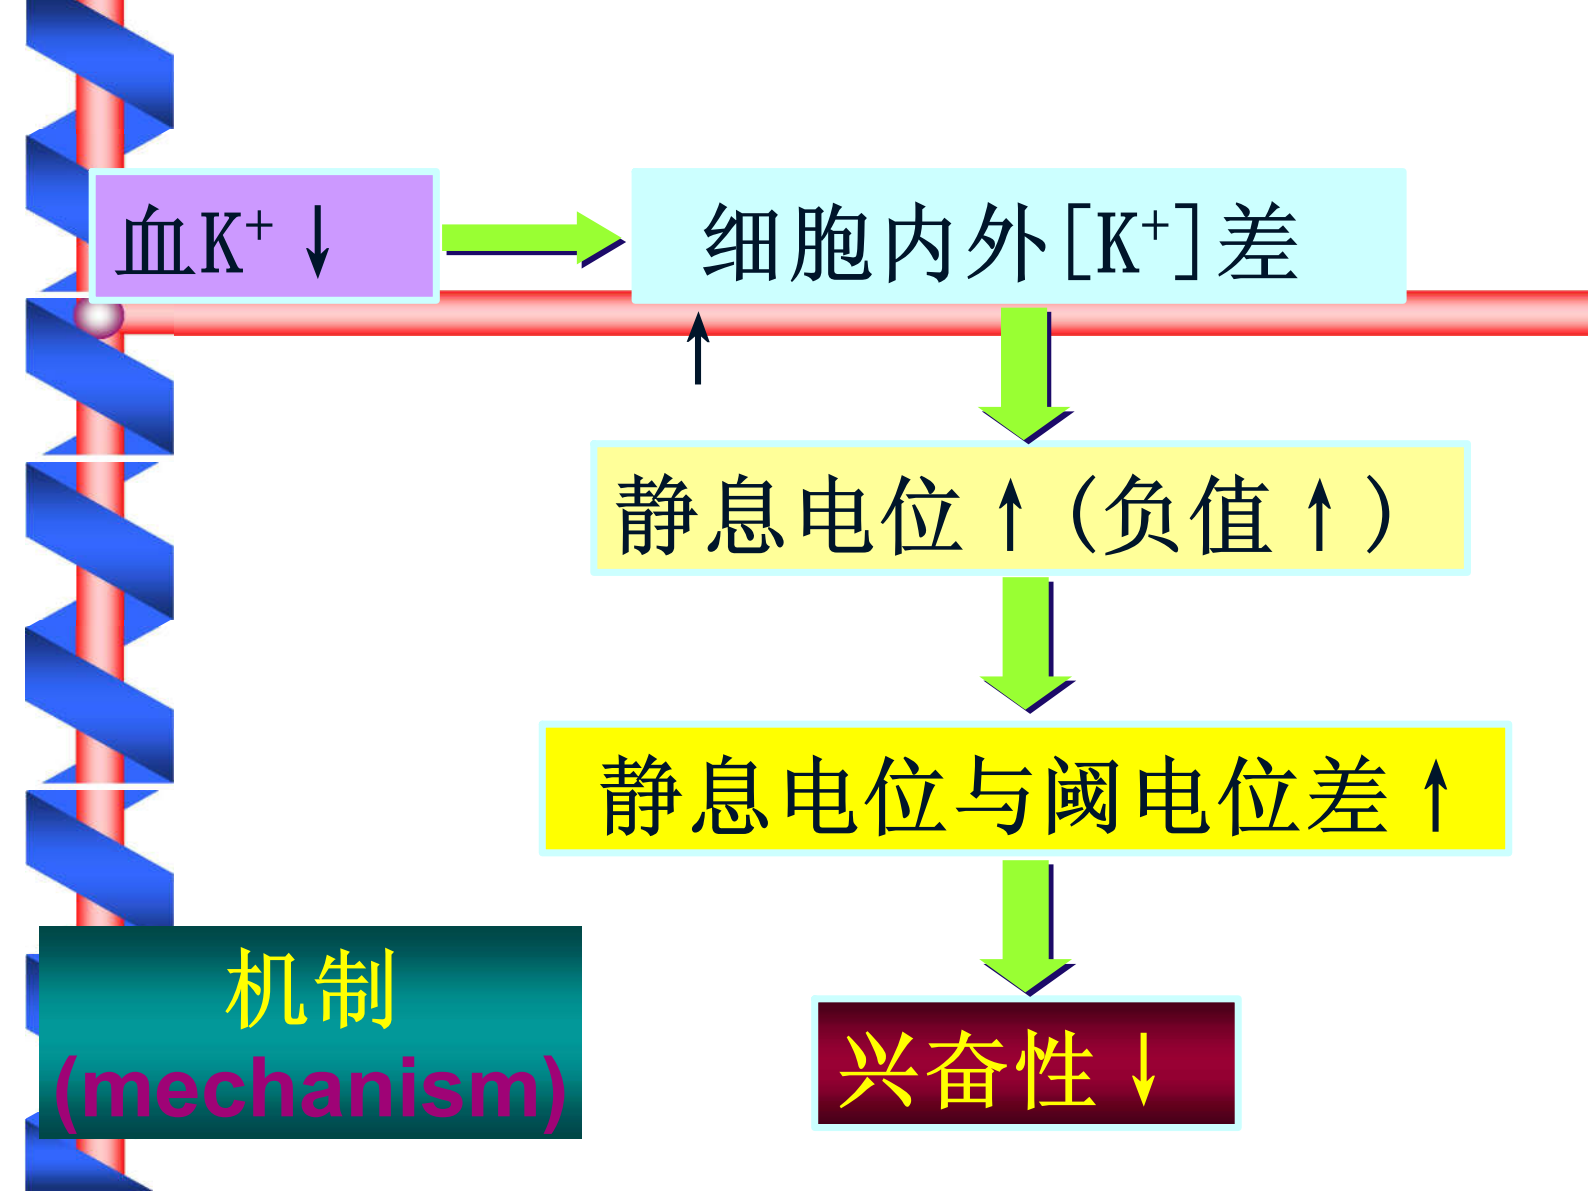 血K⁺↓
细胞内外[K⁺]差
↑
静息电位↑(负值↑)
静息电位与阈电位差↑
兴奋性↓
机制
(mechanism)